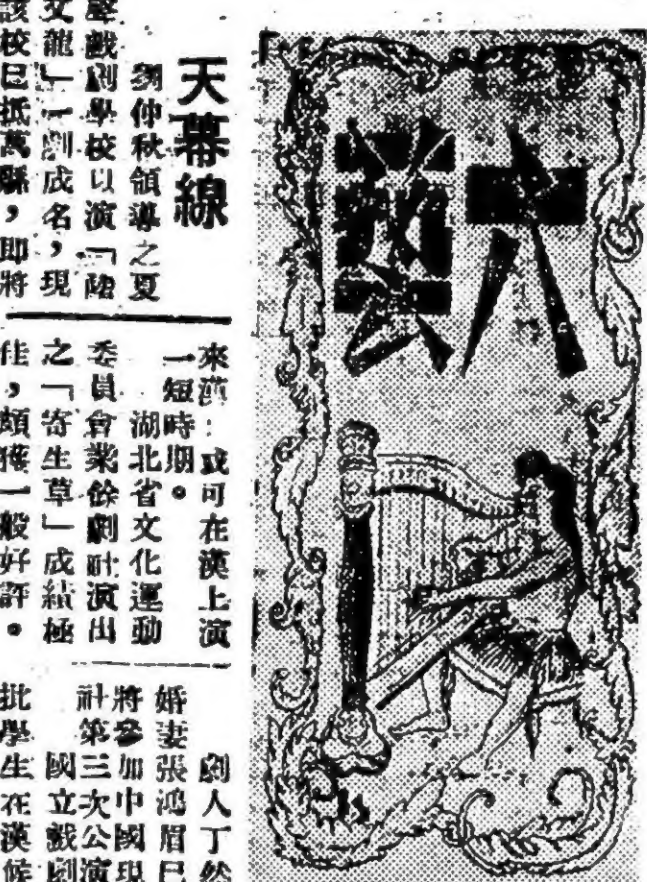 天幕線
劉仲秋領導之夏
聲戲劇學校以演「陸
文龍」一劇成名，現
該校已抵萬縣，即將
來漢：或可在漢上演
一短時期。
湖北省文化運動
委員會業餘劇社演出
之「寄生草」成績極
佳，頗獲一般好評。
劇人丁然
婚妻張鴻眉已
將參加中國現
社第三次公演
國立戲劇
批學生在漢候